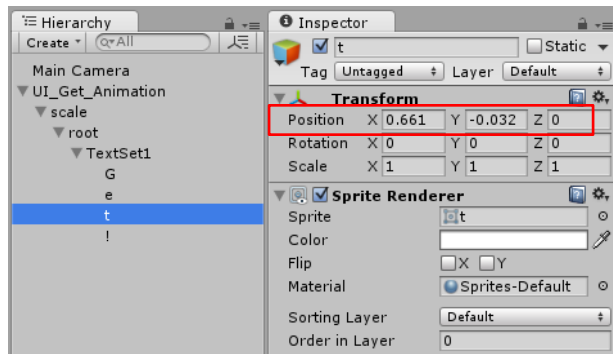 Hierarchy
Create
All
Main Camera
UI_Get_Animation
scale
root
TextSet1
G
e
t
!
Inspector
t
Static
Tag Untagged Layer Default
Transform
Position X 0.661 Y -0.032 Z 0
Rotation X 0 Y 0 Z 0
Scale X 1 Y 1 Z 1
Sprite Renderer
Sprite t
Color
Flip X Y
Material Sprites-Default
Sorting Layer Default
Order in Layer 0